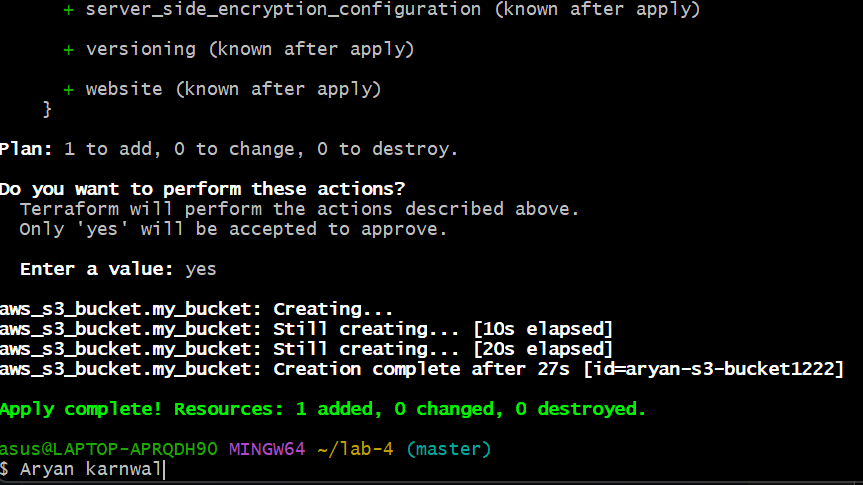 + server_side_encryption_configuration (known after apply)
+ versioning (known after apply)
+ website (known after apply)
}
Plan: 1 to add, 0 to change, 0 to destroy.
Do you want to perform these actions?
Terraform will perform the actions described above.
Only 'yes' will be accepted to approve.
Enter a value: yes
aws_s3_bucket.my_bucket: Creating...
aws_s3_bucket.my_bucket: Still creating... [10s elapsed]
aws_s3_bucket.my_bucket: Still creating... [20s elapsed]
aws_s3_bucket.my_bucket: Creation complete after 27s [id=aryan-s3-bucket1222]
Apply complete! Resources: 1 added, 0 changed, 0 destroyed.
asus@LAPTOP-APRQDH90 MINGW64 ~/lab-4 (master)
$ Aryan karnwal